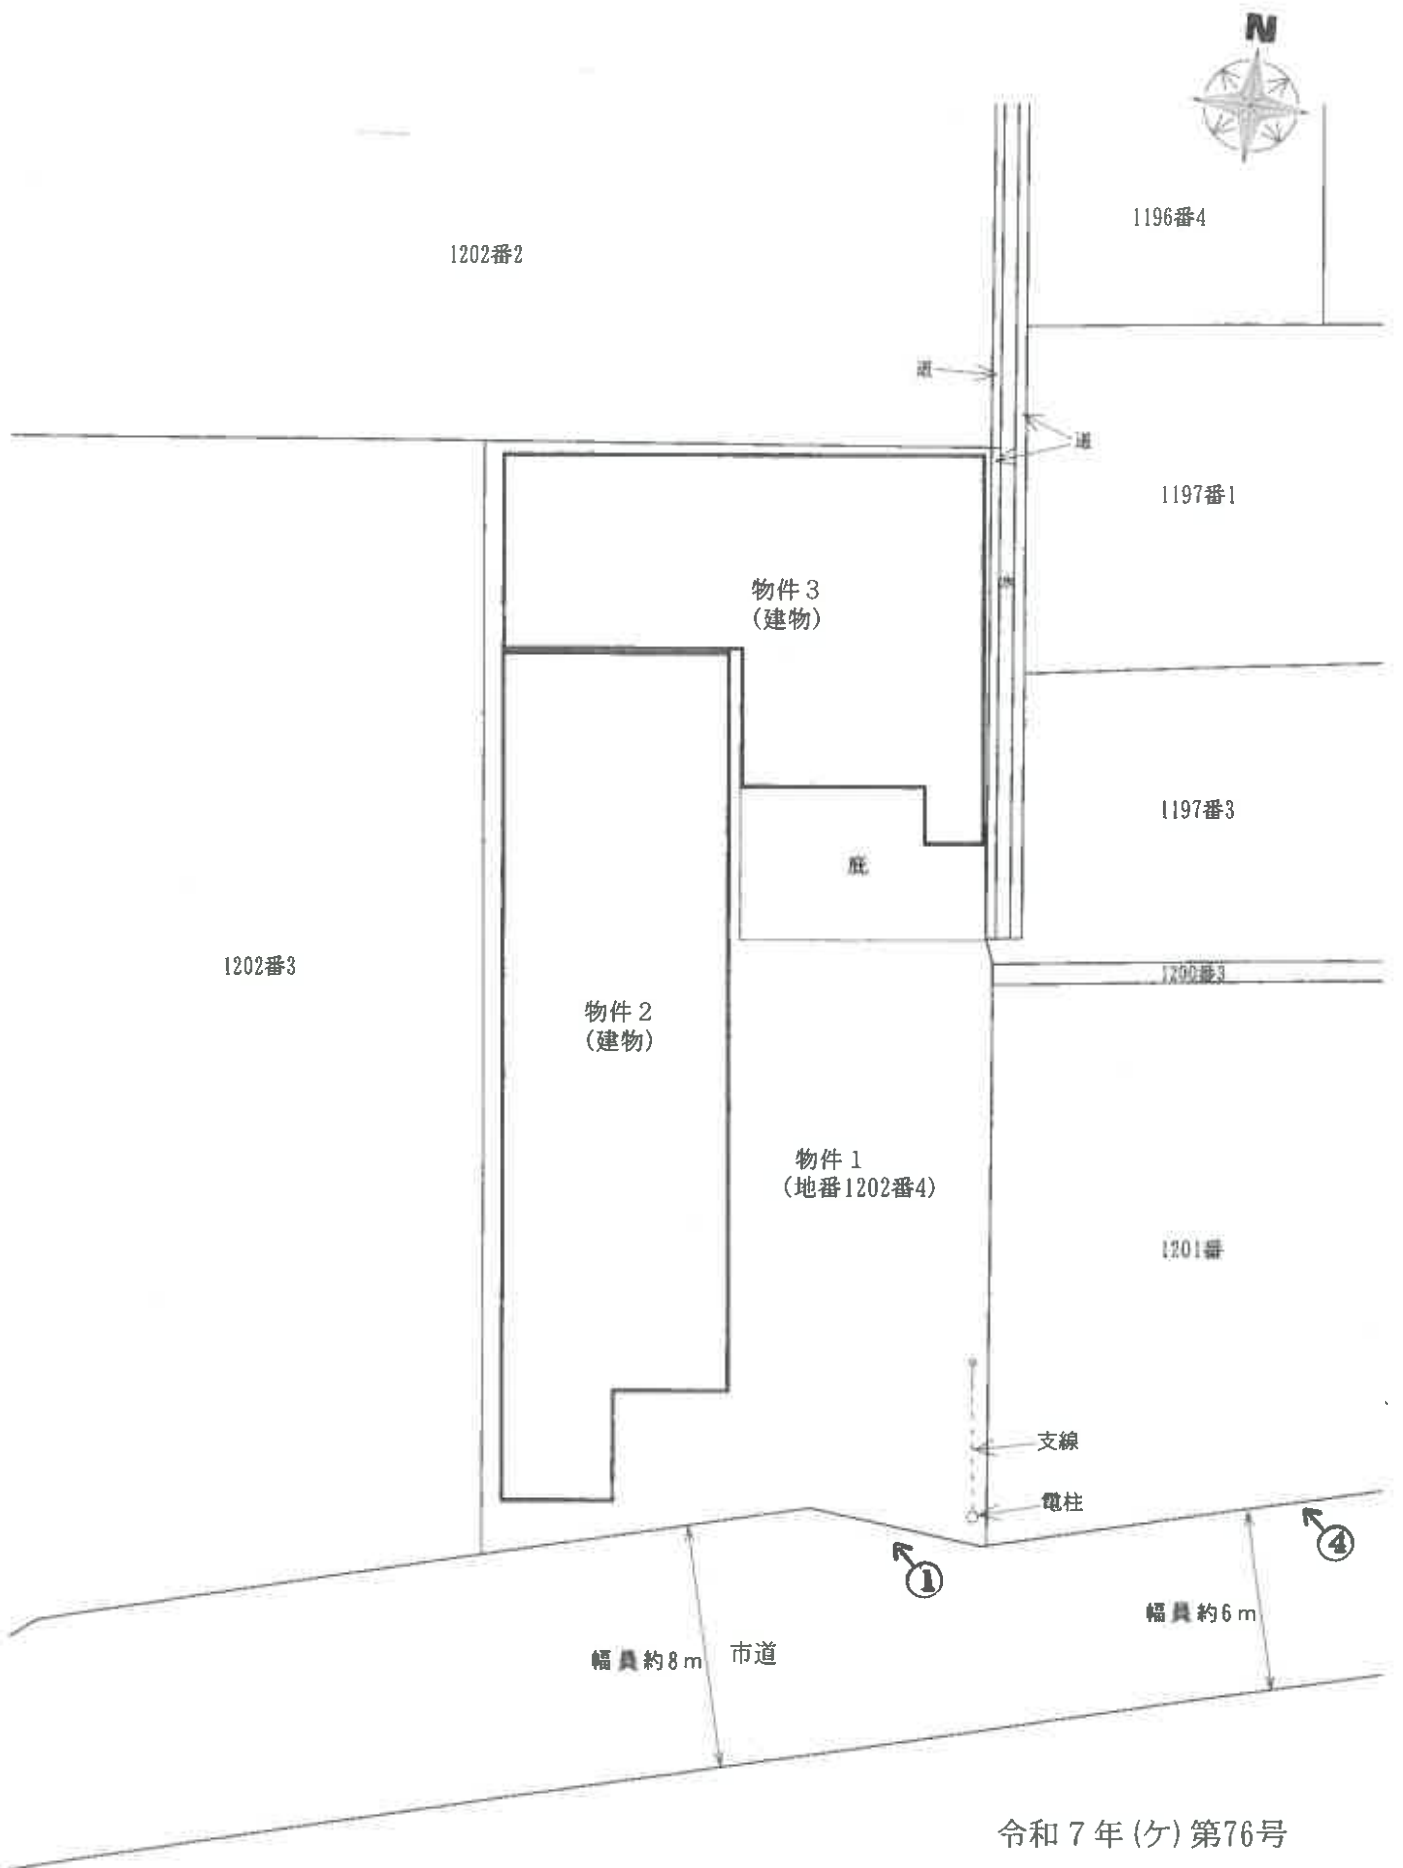 N
1196番4
1202番2
道
道
1197番1
物件３
(建物)
水
1197番3
庇
1202番3
1200番3
物件２
(建物)
物件１
(地番1202番4)
1201番
支線
電柱
④
①
幅員約6ｍ
幅員約8ｍ
市道
令和７年(ケ)第76号